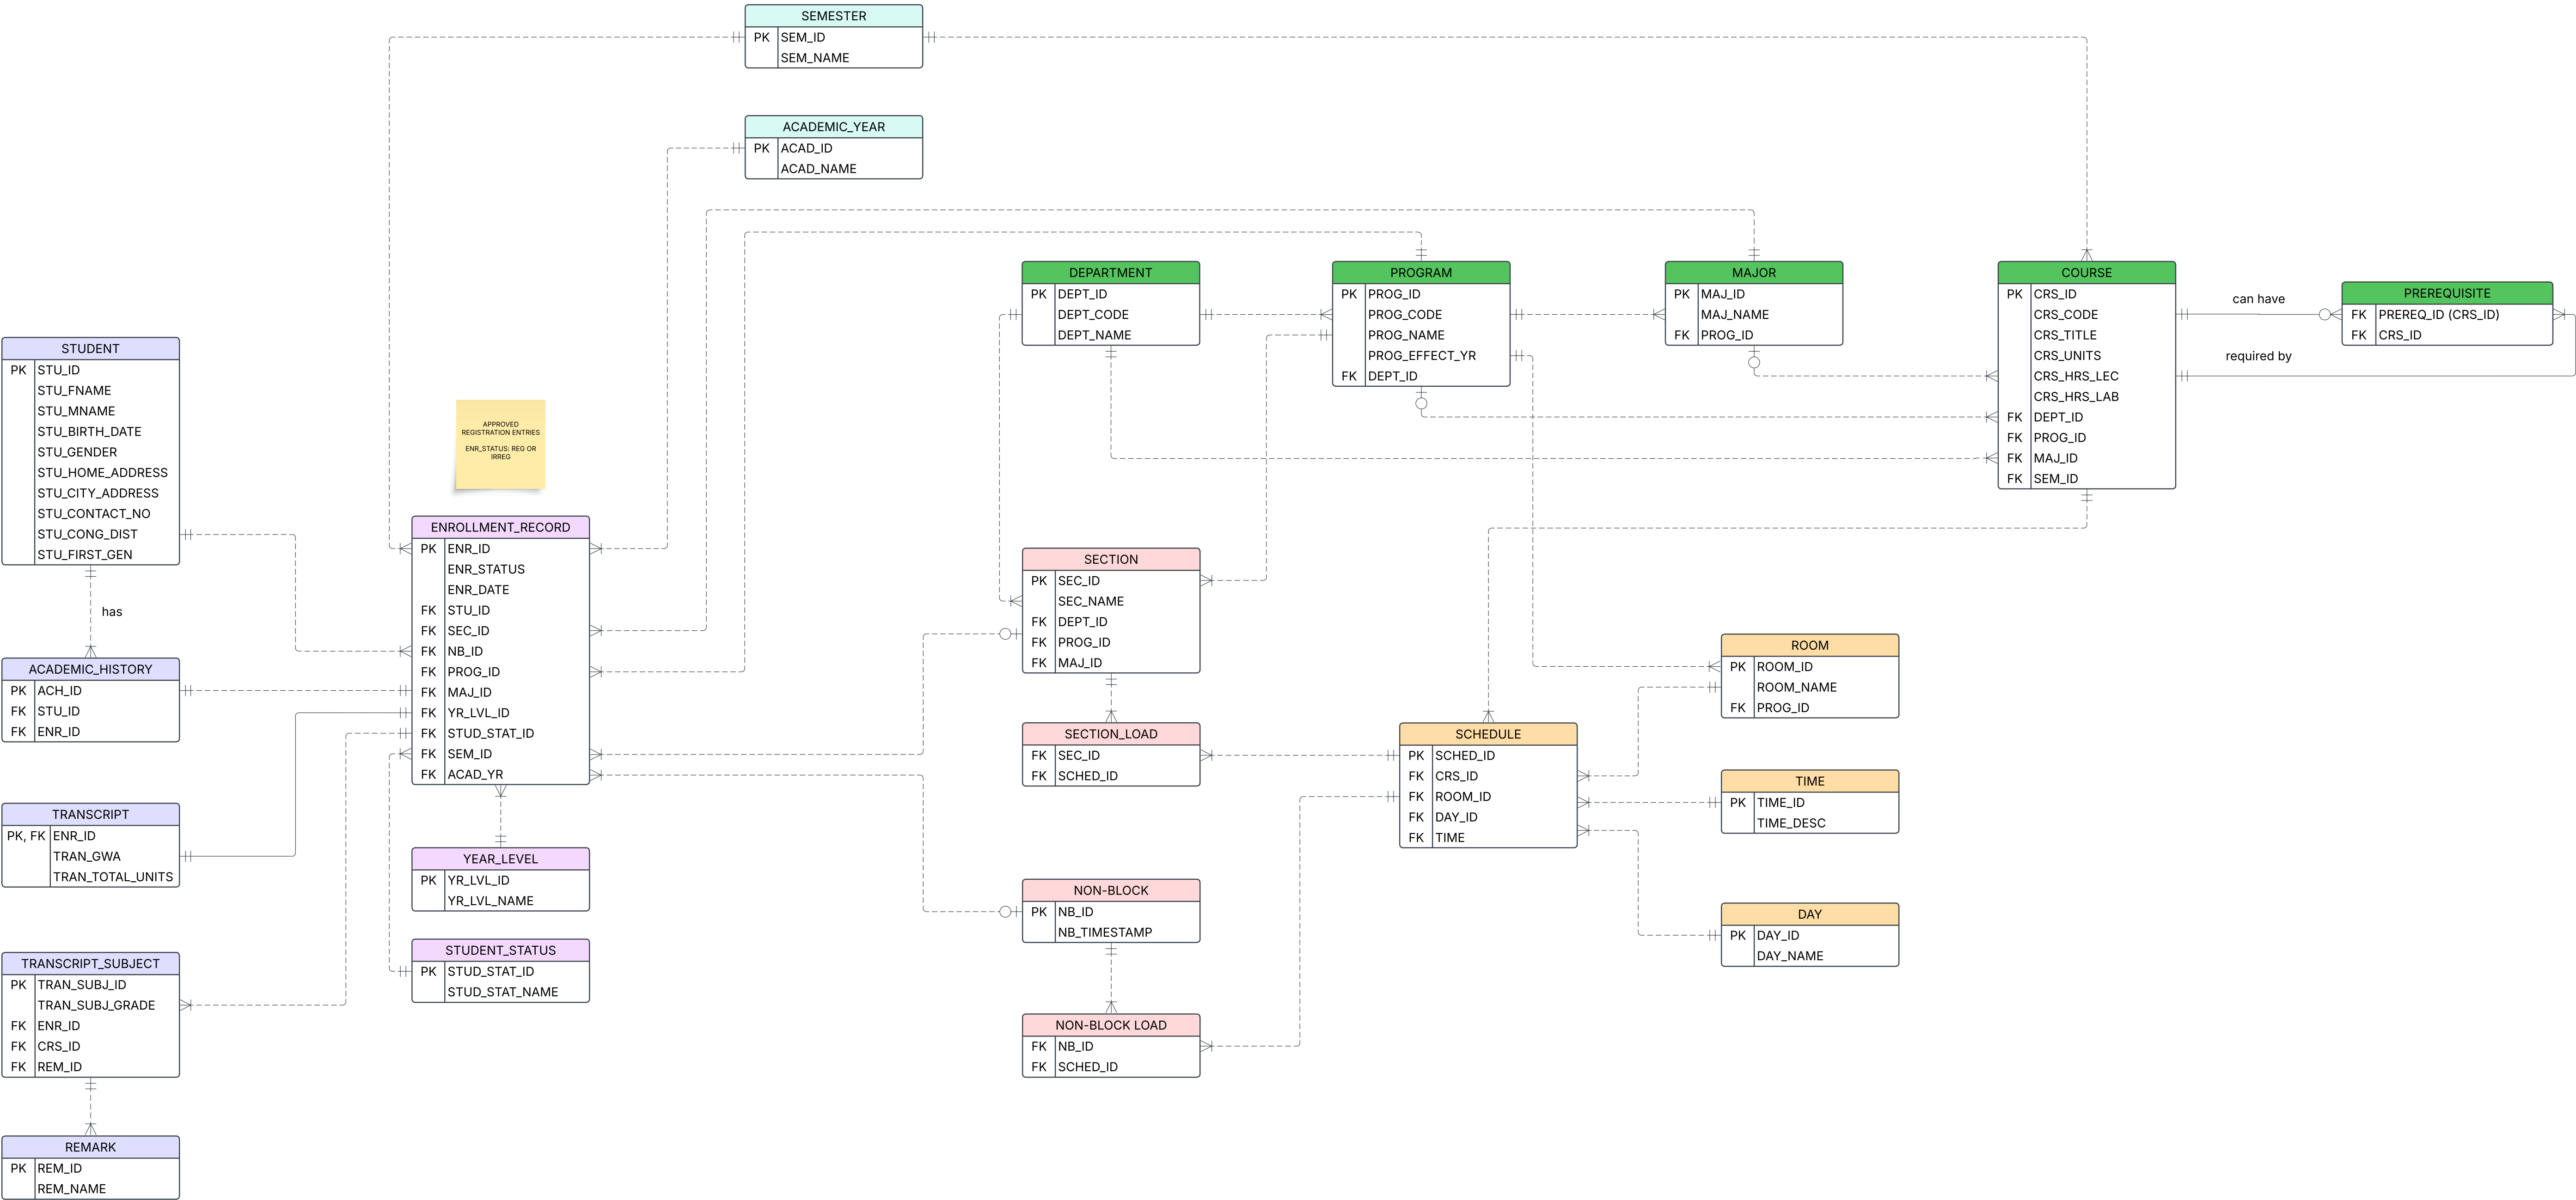 SEMESTER
PK SEM_ID
SEM_NAME
ACADEMIC_YEAR
PK ACAD_ID
ACAD_NAME
DEPARTMENT
PK DEPT_ID
DEPT_CODE
DEPT_NAME
PROGRAM
PK PROG_ID
PROG_CODE
PROG_NAME
PROG_EFFECT_YR
FK DEPT_ID
MAJOR
PK MAJ_ID
MAJ_NAME
FK PROG_ID
COURSE
PK CRS_ID
CRS_CODE
CRS_TITLE
CRS_UNITS
CRS_HRS_LEC
CRS_HRS_LAB
FK DEPT_ID
FK PROG_ID
FK MAJ_ID
FK SEM_ID
can have
required by
PREREQUISITE
FK PREREQ_ID (CRS_ID)
FK CRS_ID
STUDENT
PK STU_ID
STU_FNAME
STU_MNAME
STU_BIRTH_DATE
STU_GENDER
STU_HOME_ADDRESS
STU_CITY_ADDRESS
STU_CONTACT_NO
STU_CONG_DIST
STU_FIRST_GEN
has
ACADEMIC_HISTORY
PK ACH_ID
FK STU_ID
FK ENR_ID
TRANSCRIPT
PK, FK ENR_ID
TRAN_GWA
TRAN_TOTAL_UNITS
TRANSCRIPT_SUBJECT
PK TRAN_SUBJ_ID
TRAN_SUBJ_GRADE
FK ENR_ID
FK CRS_ID
FK REM_ID
REMARK
PK REM_ID
REM_NAME
APPROVED
REGISTRATION ENTRIES
ENR_STATUS: REG OR
IRREG
ENROLLMENT_RECORD
PK ENR_ID
ENR_STATUS
ENR_DATE
FK STU_ID
FK SEC_ID
FK NB_ID
FK PROG_ID
FK MAJ_ID
FK YR_LVL_ID
FK STUD_STAT_ID
FK SEM_ID
FK ACAD_YR
YEAR_LEVEL
PK YR_LVL_ID
YR_LVL_NAME
STUDENT_STATUS
PK STUD_STAT_ID
STUD_STAT_NAME
SECTION
PK SEC_ID
SEC_NAME
FK DEPT_ID
FK PROG_ID
FK MAJ_ID
SECTION_LOAD
FK SEC_ID
FK SCHED_ID
NON-BLOCK
PK NB_ID
NB_TIMESTAMP
NON-BLOCK LOAD
FK NB_ID
FK SCHED_ID
SCHEDULE
PK SCHED_ID
FK CRS_ID
FK ROOM_ID
FK DAY_ID
FK TIME
ROOM
PK ROOM_ID
ROOM_NAME
FK PROG_ID
TIME
PK TIME_ID
TIME_DESC
DAY
PK DAY_ID
DAY_NAME